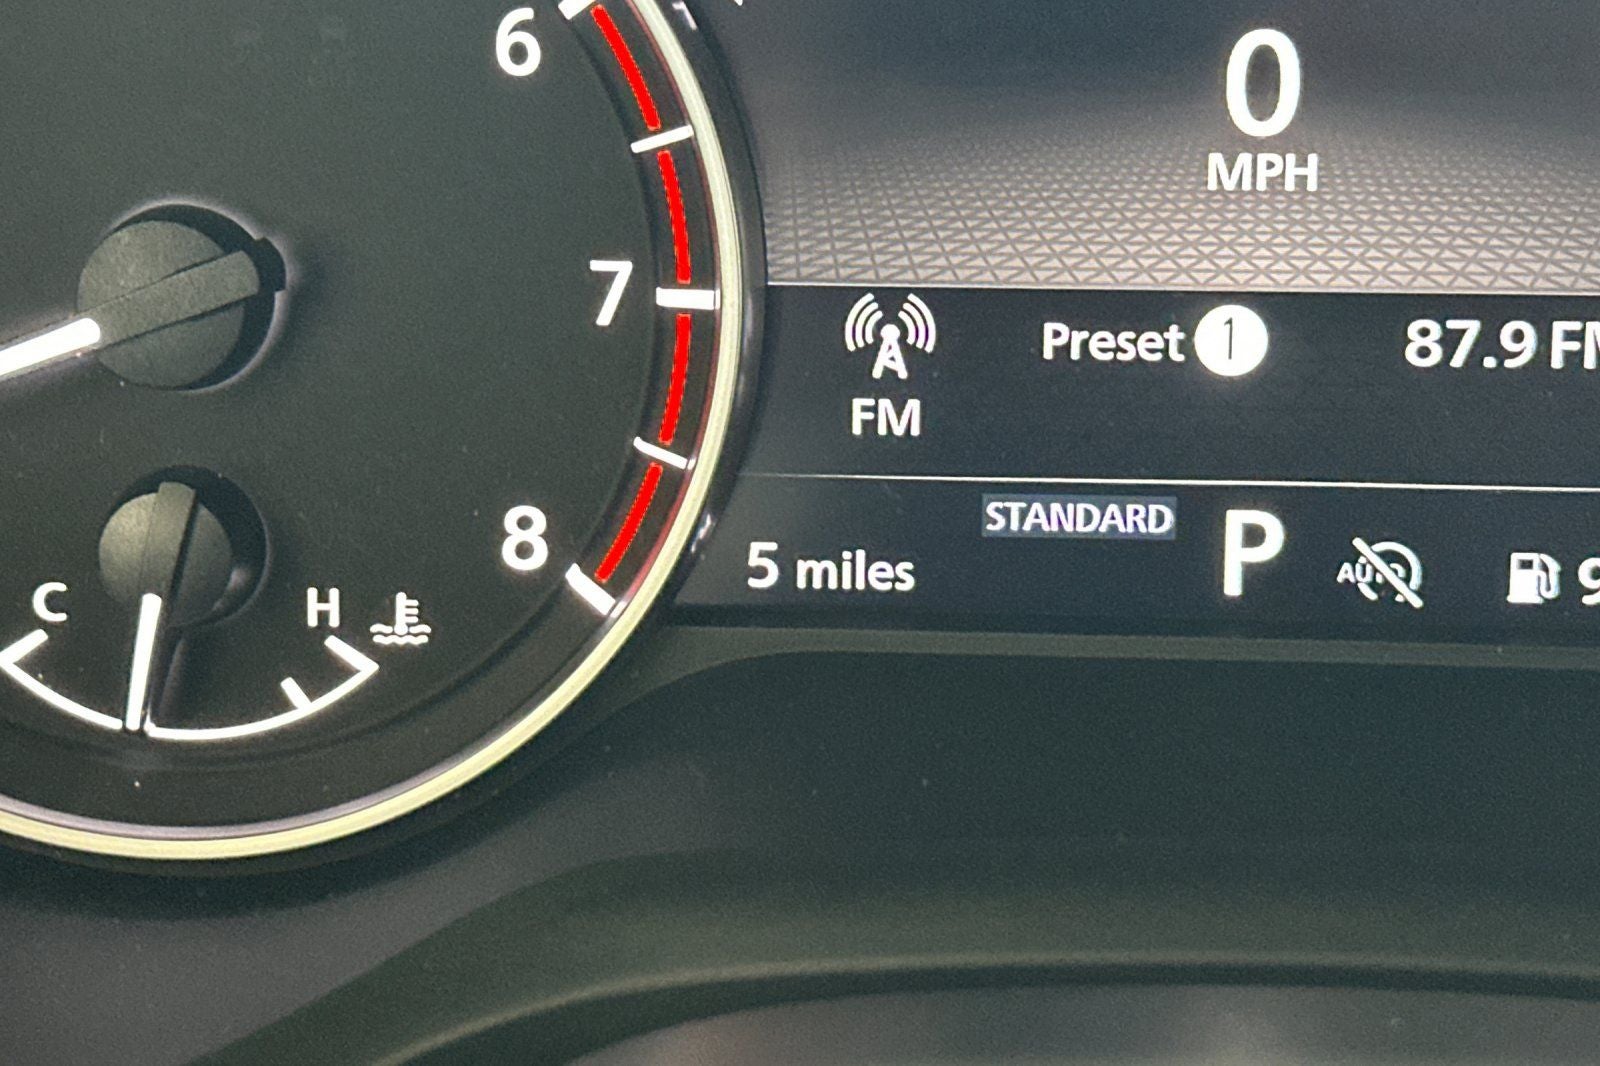 6
0
MPH
7
Preset 1
87.9
FM
STANDARD
8
5 miles
P
AUTO
C
H